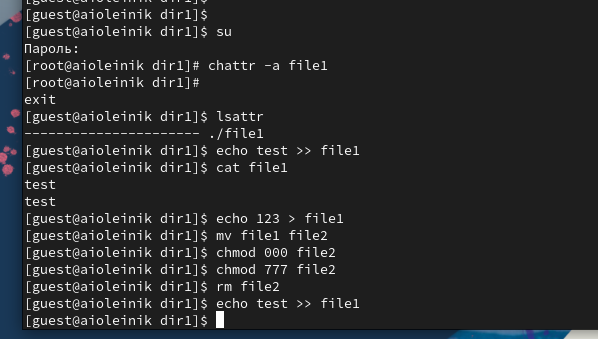 [guest@aioleinik dir1]$
[guest@aioleinik dir1]$
[guest@aioleinik dir1]$ su
Пароль:
[root@aioleinik dir1]# chattr -a file1
[root@aioleinik dir1]#
exit
[guest@aioleinik dir1]$ lsattr
---------------------- ./file1
[guest@aioleinik dir1]$ echo test >> file1
[guest@aioleinik dir1]$ cat file1
test
test
[guest@aioleinik dir1]$ echo 123 > file1
[guest@aioleinik dir1]$ mv file1 file2
[guest@aioleinik dir1]$ chmod 000 file2
[guest@aioleinik dir1]$ chmod 777 file2
[guest@aioleinik dir1]$ rm file2
[guest@aioleinik dir1]$ echo test >> file1
[guest@aioleinik dir1]$